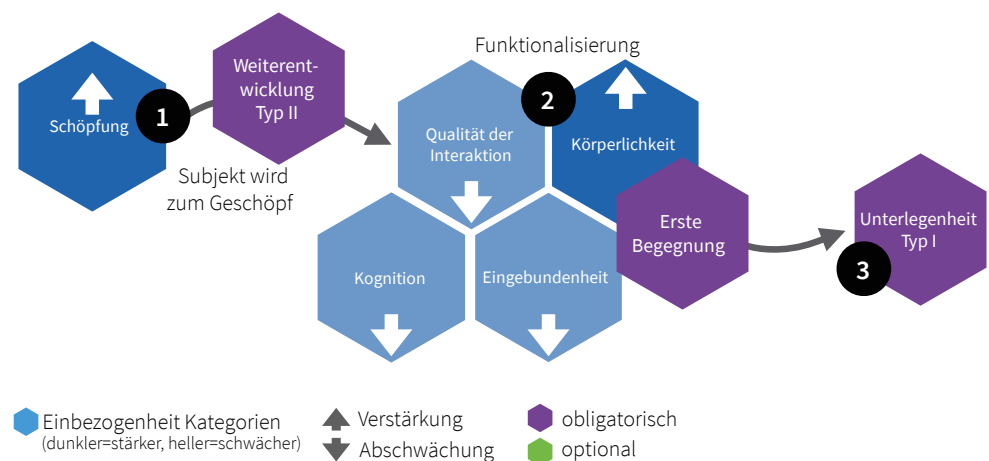 Schöpfung
1
Weiterent-
wicklung
Typ II
Subjekt wird
zum Geschöpf
Funktionalisierung
Qualität der
Interaktion
2
Körperlichkeit
Kognition
Eingebundenheit
Erste
Begegnung
Unterlegenheit
Typ I
3
Einbezogenheit Kategorien
(dunkler=stärker, heller=schwächer)
Verstärkung
Abschwächung
obligatorisch
optional